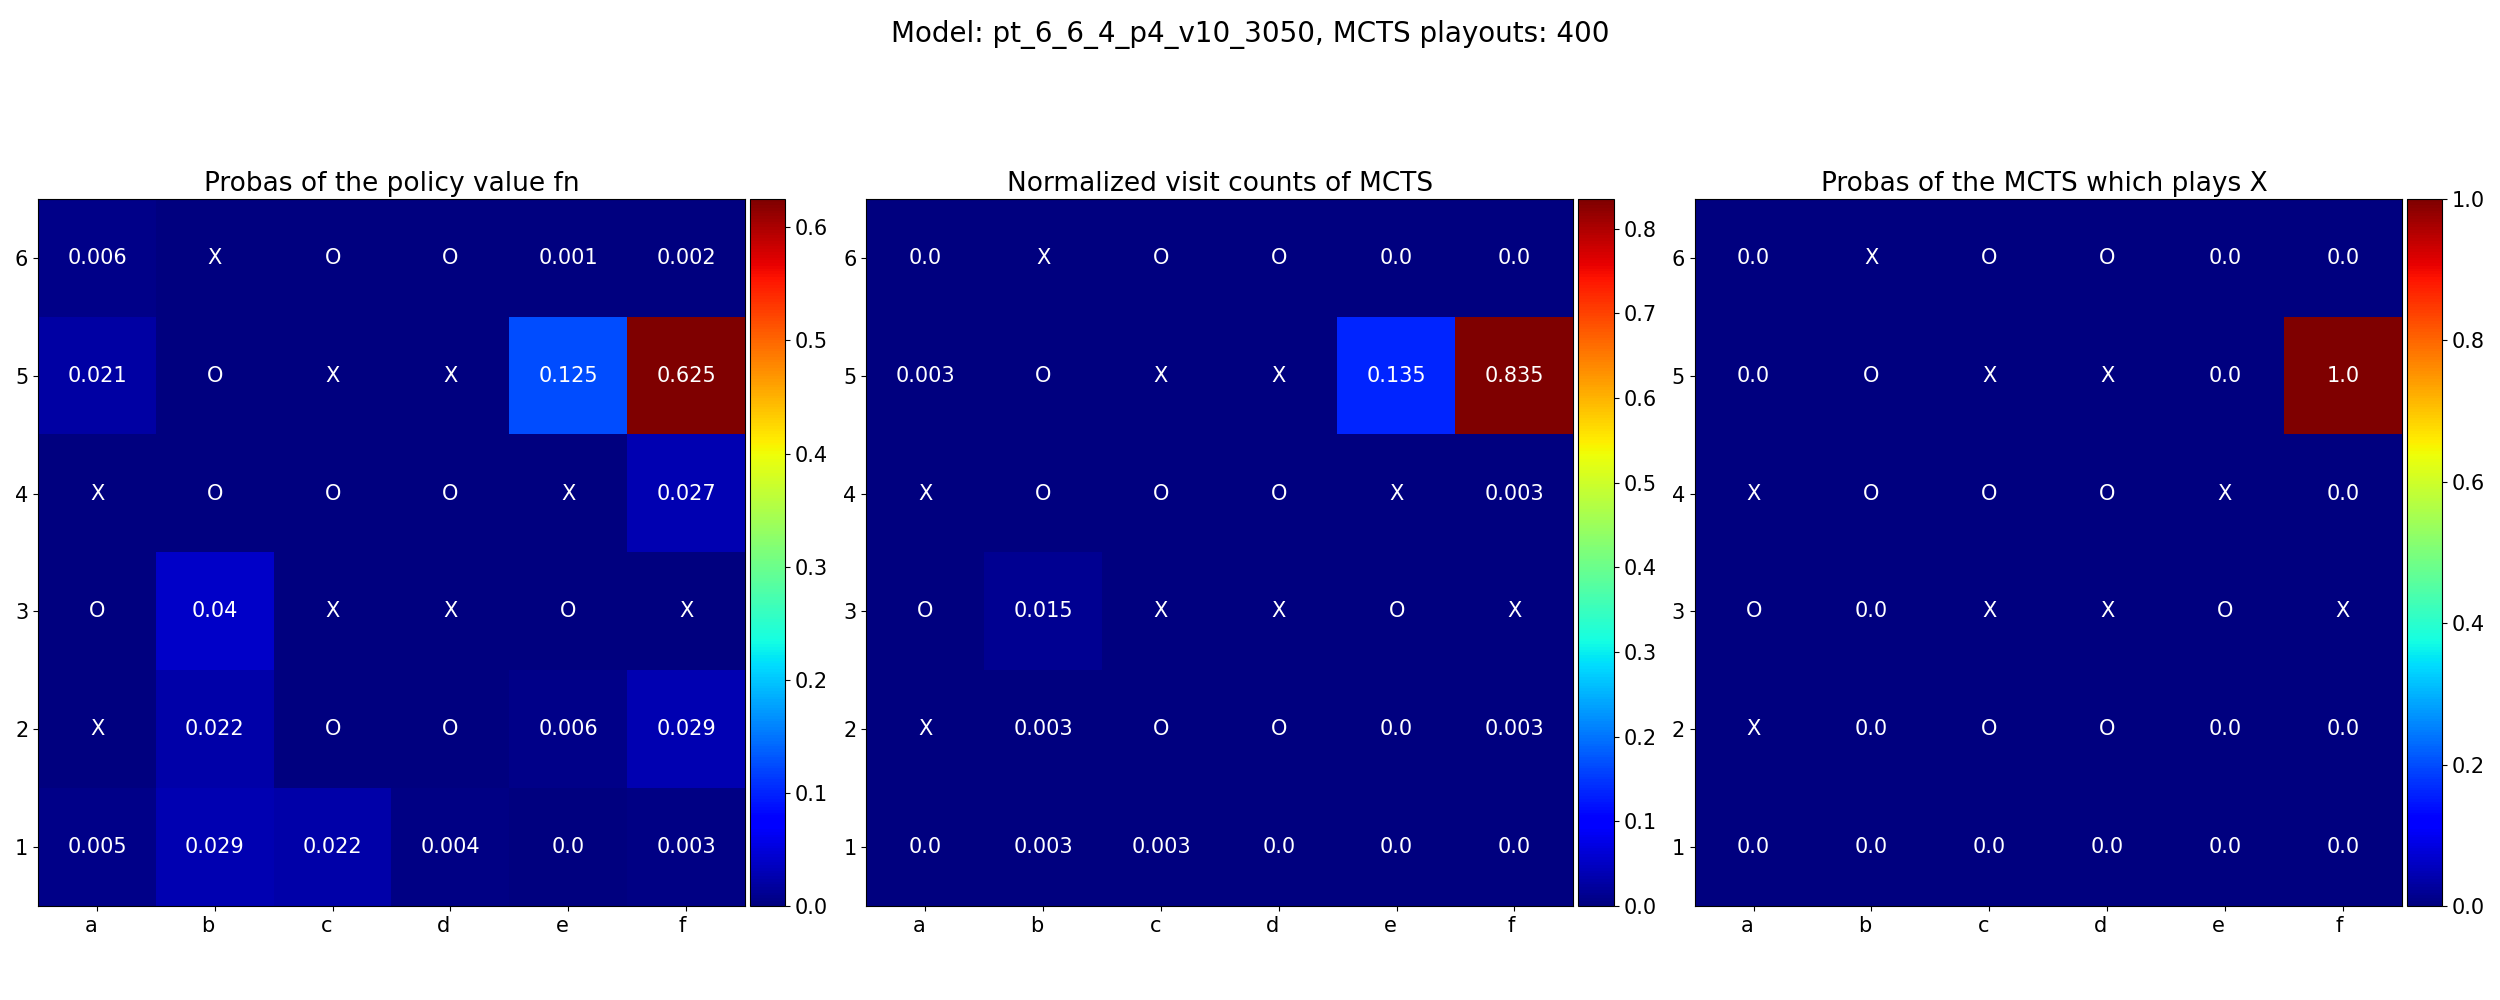 Model: pt_6_6_4_p4_v10_3050, MCTS playouts: 400
Probas of the policy value fn
6 0.006 X O O 0.001 0.002
5 0.021 O X X 0.125 0.625
4 X O O O X 0.027
3 O 0.04 X X O X
2 X 0.022 O O 0.006 0.029
1 0.005 0.029 0.022 0.004 0.0 0.003
a b c d e f
0.6
0.5
0.4
0.3
0.2
0.1
0.0
Normalized visit counts of MCTS
6 0.0 X O O 0.0 0.0
5 0.003 O X X 0.135 0.835
4 X O O O X 0.003
3 O 0.015 X X O X
2 X 0.003 O O 0.0 0.003
1 0.0 0.003 0.003 0.0 0.0 0.0
a b c d e f
0.8
0.7
0.6
0.5
0.4
0.3
0.2
0.1
0.0
Probas of the MCTS which plays X
6 0.0 X O O 0.0 0.0
5 0.0 O X X 0.0 1.0
4 X O O O X 0.0
3 O 0.0 X X O X
2 X 0.0 O O 0.0 0.0
1 0.0 0.0 0.0 0.0 0.0 0.0
a b c d e f
1.0
0.8
0.6
0.4
0.2
0.0